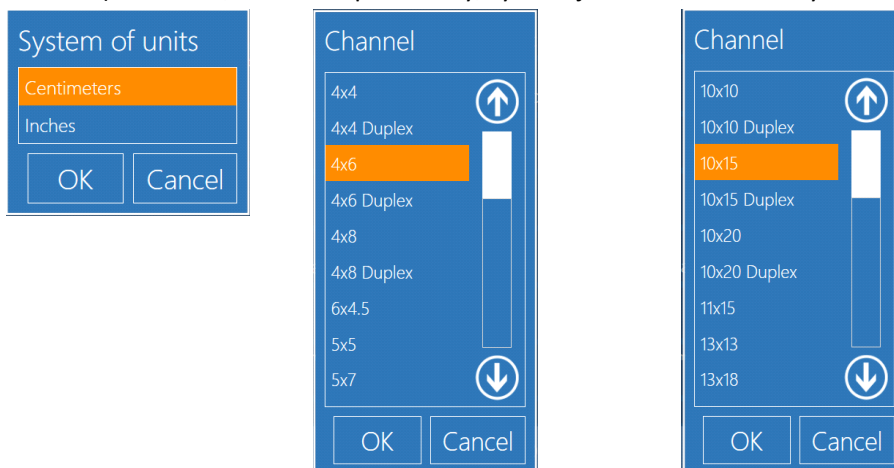 System of units
Centimeters
Inches
OK Cancel
Channel
4x4
4x4 Duplex
4x6
4x6 Duplex
4x8
4x8 Duplex
6x4.5
5x5
5x7
OK Cancel
Channel
10x10
10x10 Duplex
10x15
10x15 Duplex
10x20
10x20 Duplex
11x15
13x13
13x18
OK Cancel